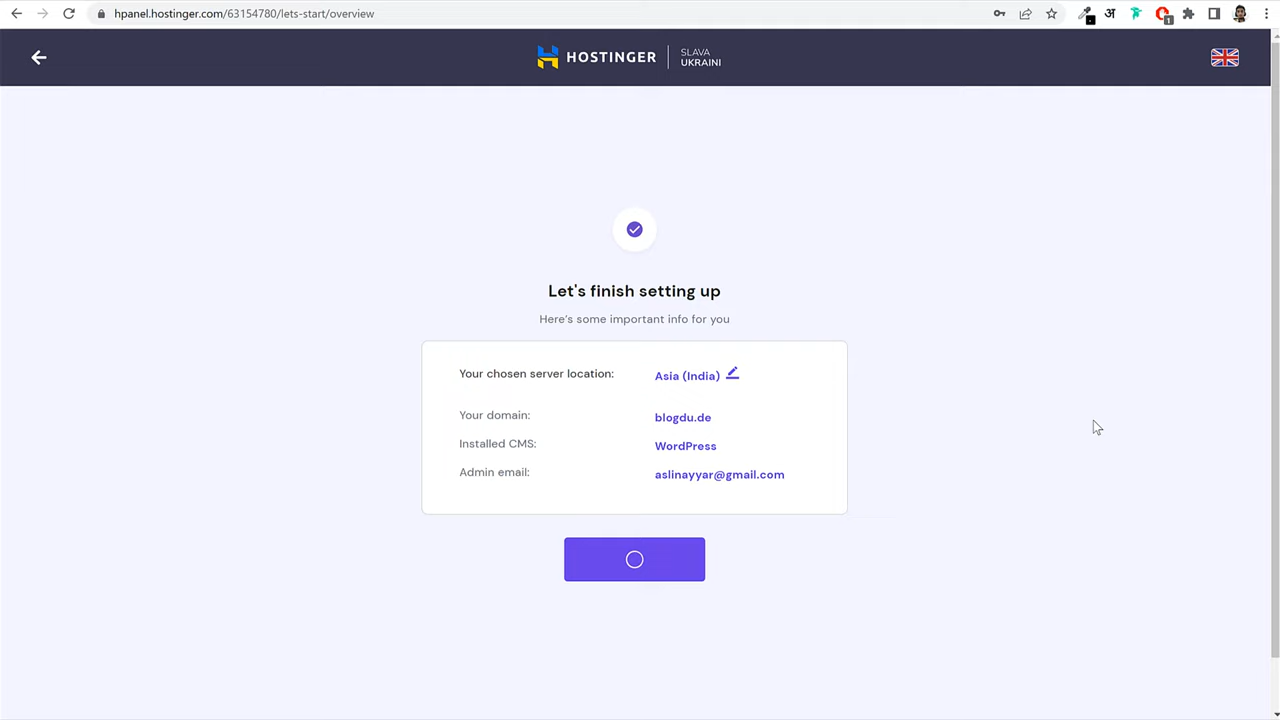 hpanel.hostinger.com/63154780/lets-start/overview
अ
1
HOSTINGER
SLAVA
UKRAINI
Let's finish setting up
Here's some important info for you
Your chosen server location: Asia (India)
Your domain: blogdu.de
Installed CMS: WordPress
Admin email: aslinayyar@gmail.com